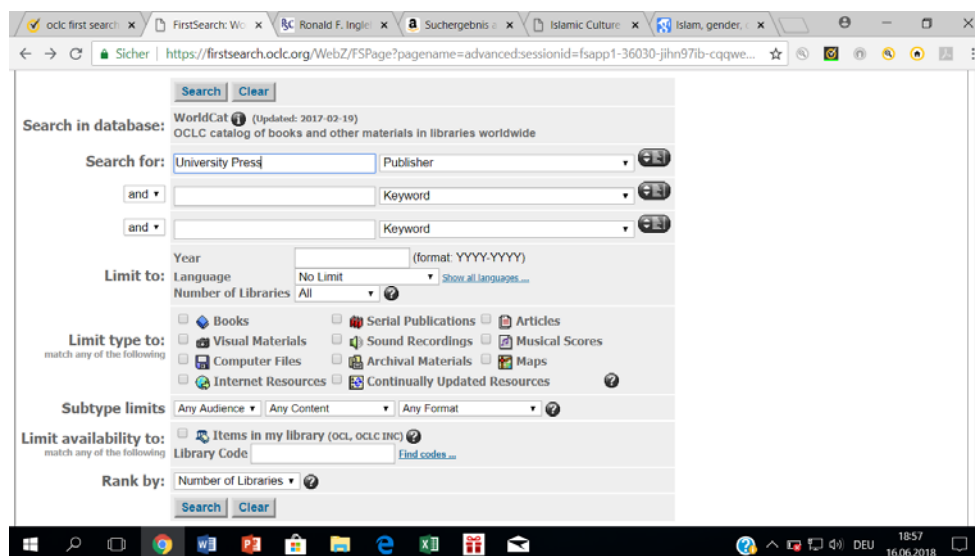 oclc first search
FirstSearch: Wo
Ronald F. Ingle
Suchergebnis
Islamic Culture
Islam, gender,
Sicher | https://firstsearch.oclc.org/WebZ/FSPage?pagename=advanced:sessionid=fsapp1-36030-jihn97ib-cqqwe...
Search Clear
Search in database: WorldCat (Updated: 2017-02-19)
OCLC catalog of books and other materials in libraries worldwide
Search for: University Press Publisher
and Keyword
and Keyword
Year (format: YYYY-YYYY)
Limit to: Language No Limit Show all languages ...
Number of Libraries All
Books Serial Publications Articles
Limit type to: Visual Materials Sound Recordings Musical Scores
match any of the following
Computer Files Archival Materials Maps
Internet Resources Continually Updated Resources
Subtype limits Any Audience Any Content Any Format
Limit availability to: Items in my library (OCL, OCLC INC)
match any of the following Library Code Find codes ...
Rank by: Number of Libraries
Search Clear
DEU 18:57
16.06.2018